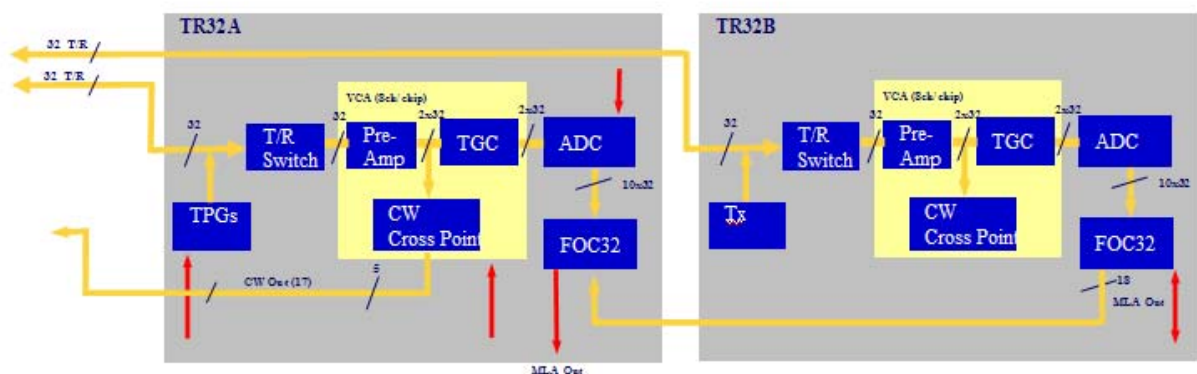 TR32A
TR32B
32 T/R
32 T/R
VCA (8ch/chip)
32
32
2x32
2x32
T/R
Switch
Pre-
Amp
TGC
ADC
10x32
TPGs
CW
Cross Point
FOC32
5
CW Out (17)
MLA Out
VCA (8ch/chip)
32
32
2x32
2x32
T/R
Switch
Pre-
Amp
TGC
ADC
10x32
Tx
CW
Cross Point
FOC32
18
MLA Out